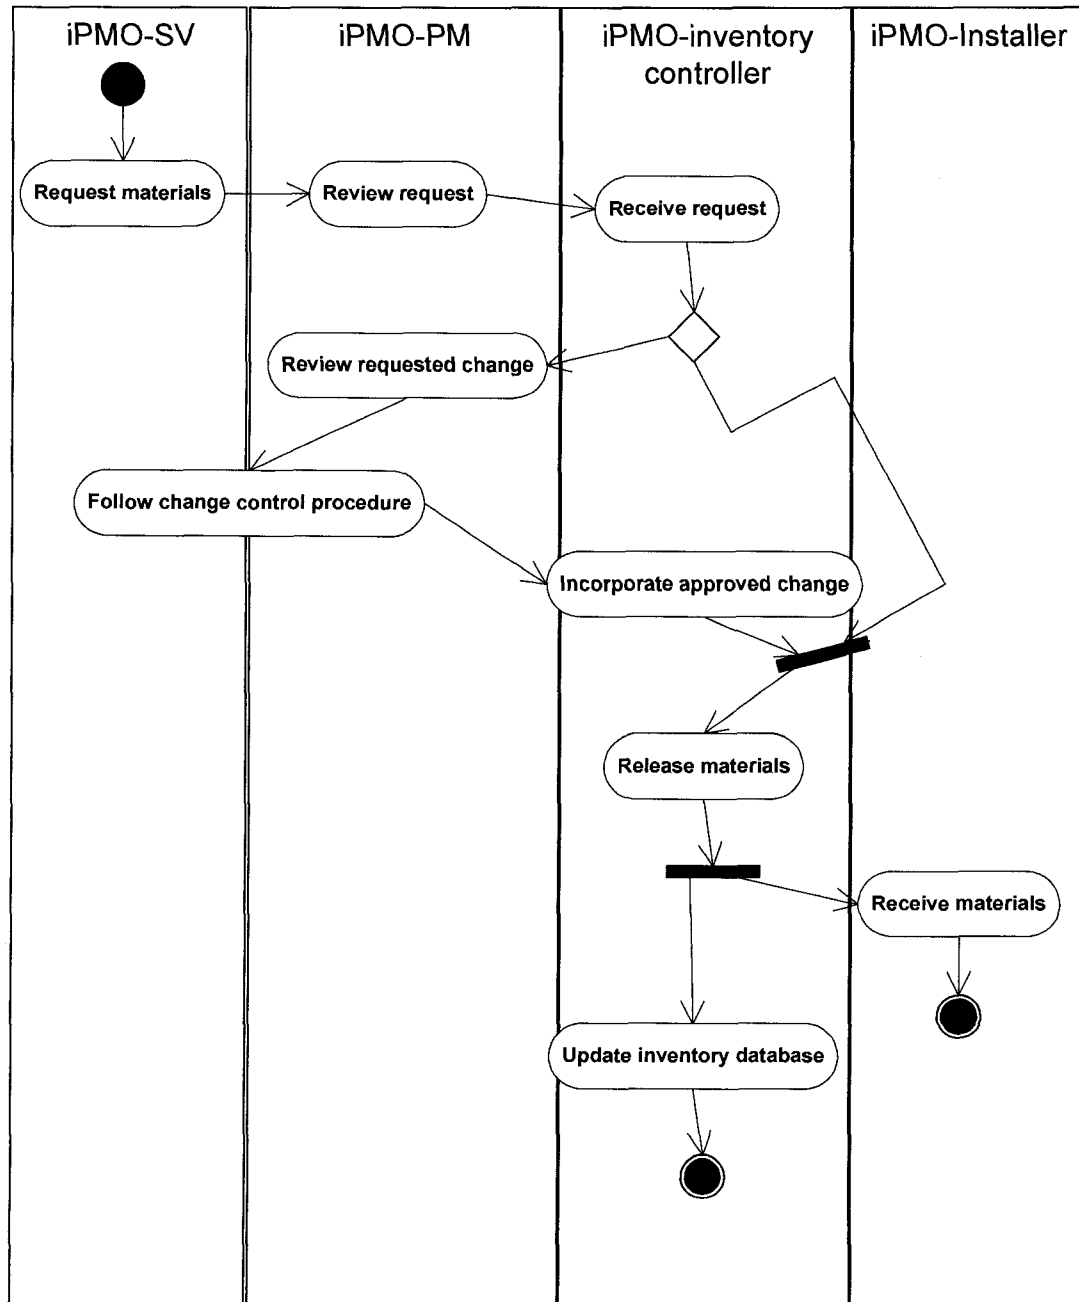 iPMO-SV
iPMO-PM
iPMO-inventory
controller
iPMO-Installer
Request materials
Review request
Receive request
Review requested change
Follow change control procedure
Incorporate approved change
Release materials
Receive materials
Update inventory database